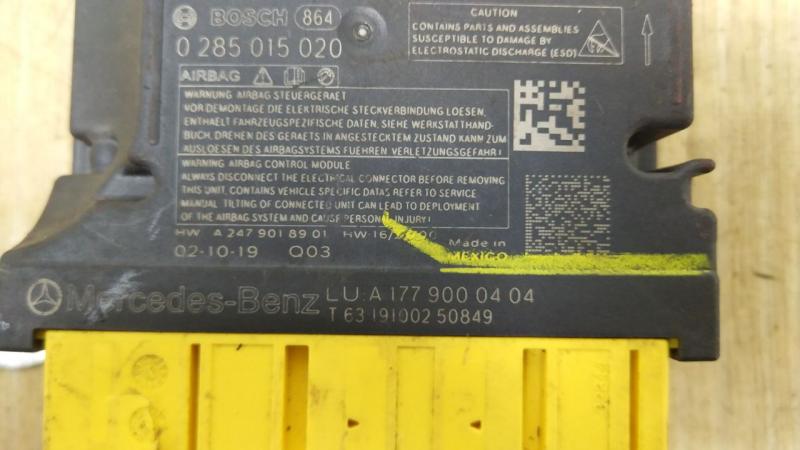 BOSCH 864
0 285 015 020
AIRBAG
CAUTION
CONTAINS PARTS AND ASSEMBLIES
SUSCEPTIBLE TO DAMAGE BY
ELECTROSTATIC DISCHARGE (ESD)
WARNUNG AIRBAG STEUERGERAET
VOR DEMONTAGE DIE ELEKTRISCHE STECKVERBINDUNG LOESEN,
ENTHAELT FAHRZEUGSPEZIFISCHE DATEN, SIEHE WERKSTATTHAND-
BUCH, DREHEN DES GERAETS IN ANGESTECKTEM ZUSTAND KANN ZUM
AUSLOESEN DES AIRBAGSYSTEMS FUEHREN. VERLETZUNGSGEFAHR!
WARNING AIRBAG CONTROL MODULE
ALWAYS DISCONNECT THE ELECTRICAL CONNECTOR BEFORE REMOVING
THIS UNIT, CONTAINS VEHICLE SPECIFIC DATAS REFER TO SERVICE
MANUAL TILTING OF CONNECTED UNIT CAN LEAD TO DEPLOYMENT
OF THE AIRBAG SYSTEM AND CAUSE PERSONAL INJURY!
HW A 247 901 89 01 HW:16/
02-10-19 Q03
Made in
MEXICO
Mercedes-Benz LU: A 177 900 04 04
T 63 191002 50849